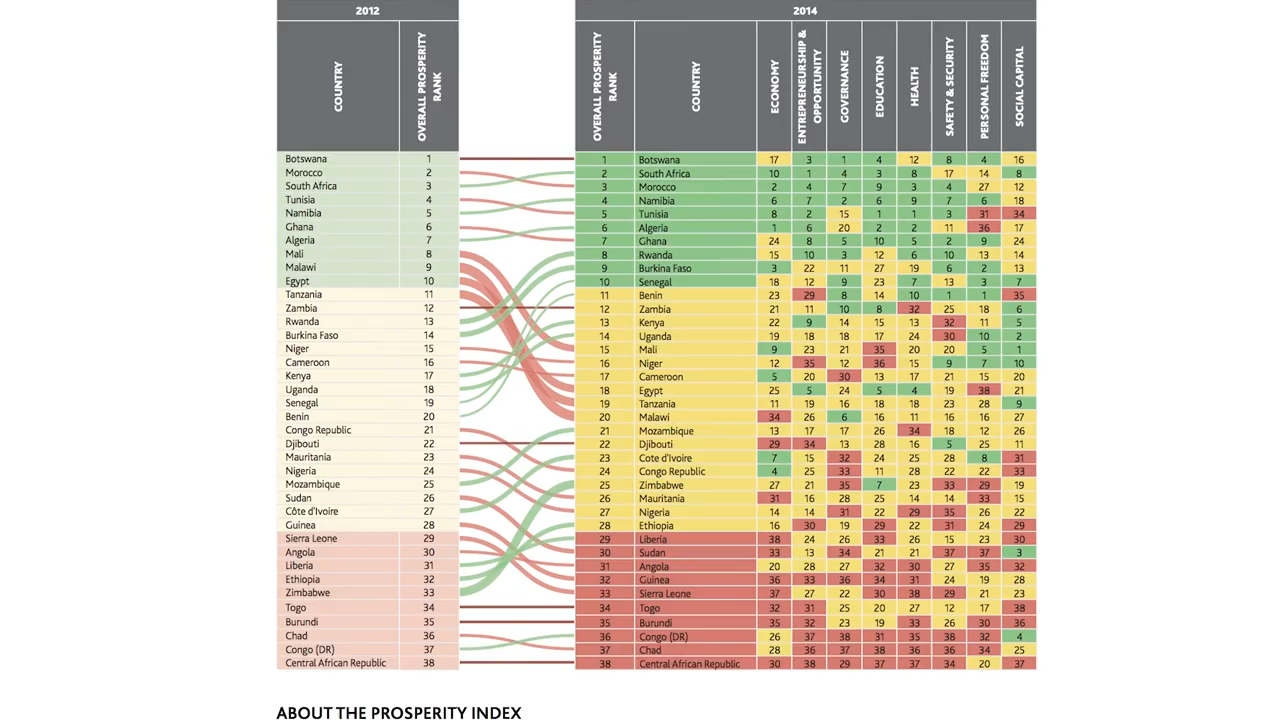 2012 2014
COUNTRY OVERALL PROSPERITY RANK OVERALL PROSPERITY RANK COUNTRY ECONOMY ENTREPRENEURSHIP & OPPORTUNITY GOVERNANCE EDUCATION HEALTH SAFETY & SECURITY PERSONAL FREEDOM SOCIAL CAPITAL
Botswana 1 1 Botswana 17 3 1 4 12 8 4 16
Morocco 2 2 South Africa 10 1 4 3 8 17 14 8
South Africa 3 3 Morocco 2 4 7 9 3 4 27 12
Tunisia 4 4 Namibia 6 7 2 6 9 7 6 18
Namibia 5 5 Tunisia 8 2 15 1 1 3 31 34
Ghana 6 6 Algeria 1 6 20 2 2 11 36 17
Algeria 7 7 Ghana 24 8 5 10 5 2 9 24
Mali 8 8 Rwanda 15 10 3 12 6 10 13 14
Malawi 9 9 Burkina Faso 3 22 11 27 19 6 2 13
Egypt 10 10 Senegal 18 12 9 23 7 13 3 7
Tanzania 11 11 Benin 23 29 8 14 10 1 1 35
Zambia 12 12 Zambia 21 11 10 8 32 25 18 6
Rwanda 13 13 Kenya 22 9 14 15 13 32 11 5
Burkina Faso 14 14 Uganda 19 18 18 17 24 30 10 2
Niger 15 15 Mali 9 23 21 35 20 20 5 1
Cameroon 16 16 Niger 12 35 12 36 15 9 7 10
Kenya 17 17 Cameroon 5 20 30 13 17 21 15 20
Uganda 18 18 Egypt 25 5 24 5 4 19 38 21
Senegal 19 19 Tanzania 11 19 16 18 18 23 28 9
Benin 20 20 Malawi 34 26 6 16 11 16 16 27
Congo Republic 21 21 Mozambique 13 17 17 26 34 18 12 26
Djibouti 22 22 Djibouti 29 34 13 28 16 5 25 11
Mauritania 23 23 Cote d'Ivoire 7 15 32 24 25 28 8 31
Nigeria 24 24 Congo Republic 4 25 33 11 28 22 22 33
Mozambique 25 25 Zimbabwe 27 21 35 7 23 33 29 19
Sudan 26 26 Mauritania 31 16 28 25 14 14 33 15
Côte d'Ivoire 27 27 Nigeria 14 14 31 22 29 35 26 22
Guinea 28 28 Ethiopia 16 30 19 29 22 31 24 29
Sierra Leone 29 29 Liberia 38 24 26 33 26 15 23 30
Angola 30 30 Sudan 33 13 34 21 21 37 37 3
Liberia 31 31 Angola 20 28 27 32 30 27 35 32
Ethiopia 32 32 Guinea 36 33 36 34 31 24 19 28
Zimbabwe 33 33 Sierra Leone 37 27 22 30 38 29 21 23
Togo 34 34 Togo 32 31 25 20 27 12 17 38
Burundi 35 35 Burundi 35 32 23 19 33 26 30 36
Chad 36 36 Congo (DR) 26 37 38 31 35 38 32 4
Congo (DR) 37 37 Chad 28 36 37 38 36 36 34 25
Central African Republic 38 38 Central African Republic 30 38 29 37 37 34 20 37
ABOUT THE PROSPERITY INDEX